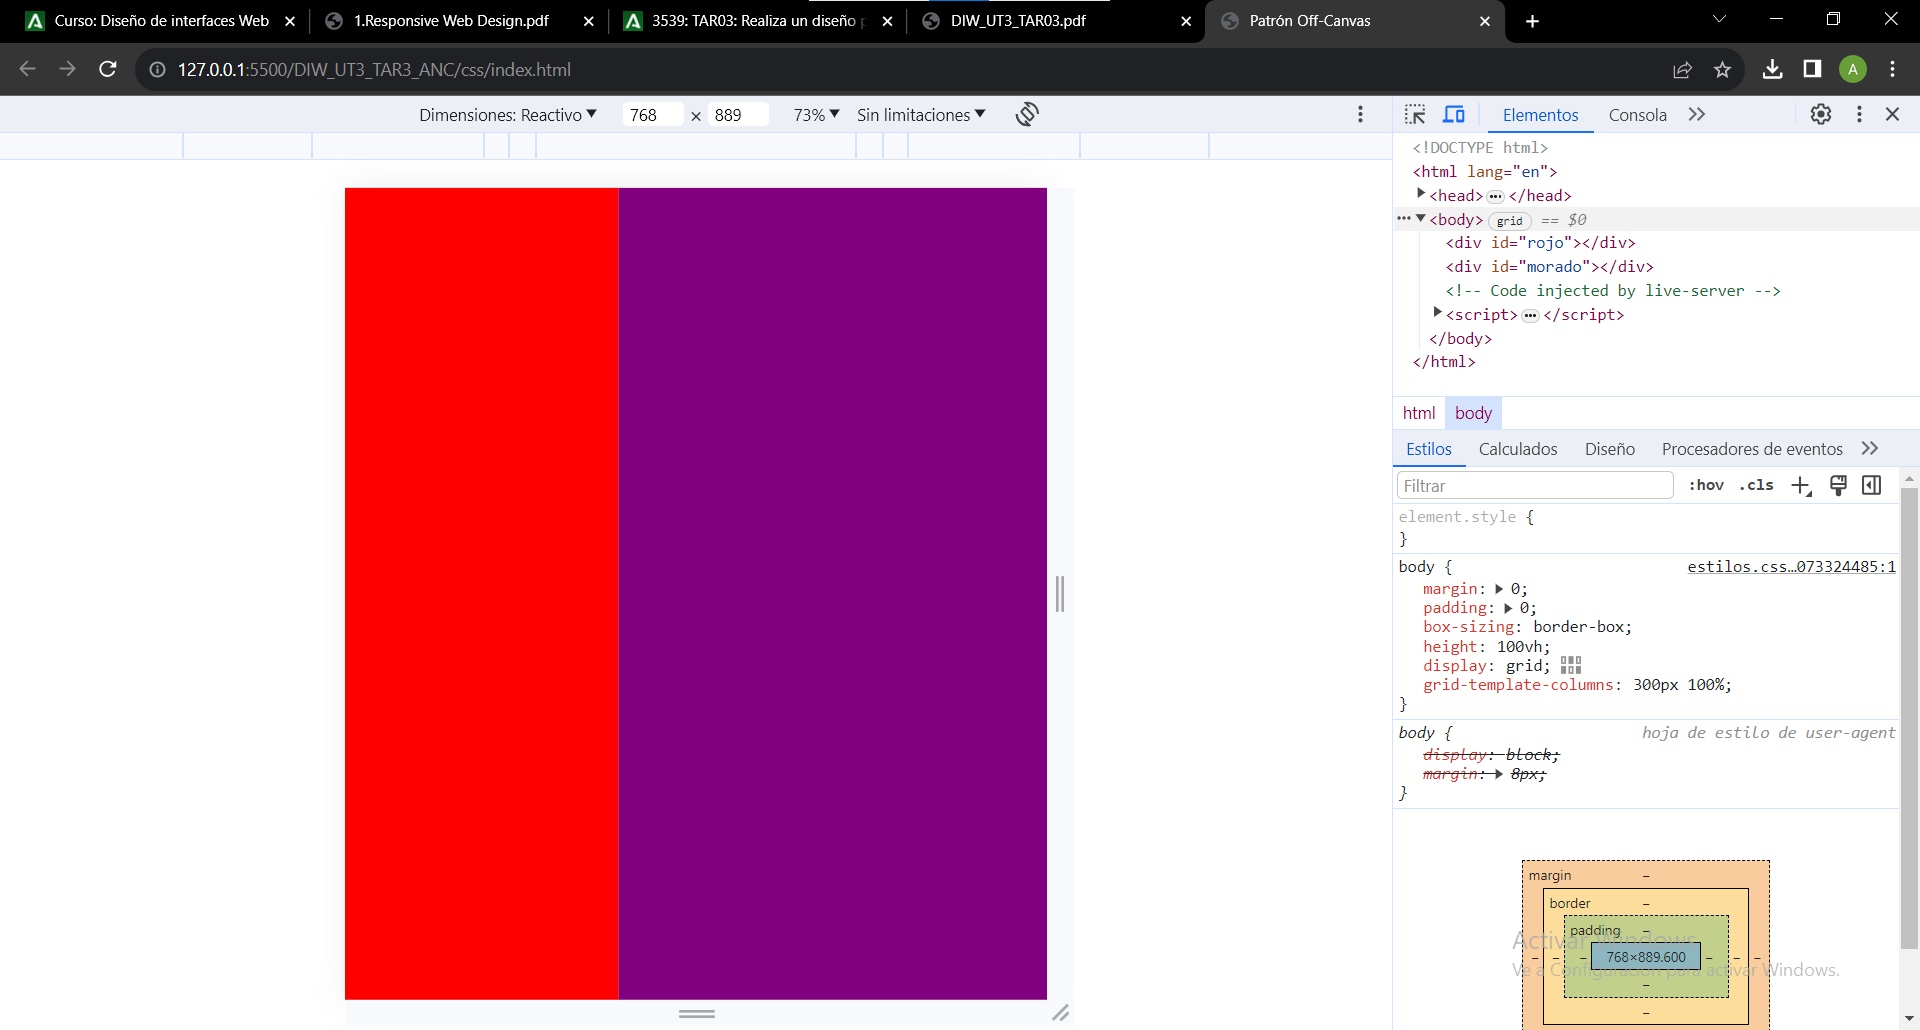 Curso: Diseño de interfaces Web
1.Responsive Web Design.pdf
3539: TAR03: Realiza un diseño
DIW_UT3_TAR03.pdf
Patrón Off-Canvas
127.0.0.1:5500/DIW_UT3_TAR3_ANC/css/index.html
A
Dimensiones: Reactivo 768 × 889 73% Sin limitaciones
Elementos Consola
<!DOCTYPE html>
<html lang="en">
<head> ••• </head>
••• <body> grid == $0
<div id="rojo"></div>
<div id="morado"></div>
<!-- Code injected by live-server -->
<script> ••• </script>
</body>
</html>
html body
Estilos Calculados Diseño Procesadores de eventos
Filtrar :hov .cls
element.style {
}
body { estilos.css…073324485:1
margin: 0;
padding: 0;
box-sizing: border-box;
height: 100vh;
display: grid;
grid-template-columns: 300px 100%;
}
body { hoja de estilo de user-agent
display: block;
margin: 8px;
}
margin –
border –
padding –
– – – 768×889.600 – – –
–
–
Activar Windows
Ve a Configuración para activar Windows.